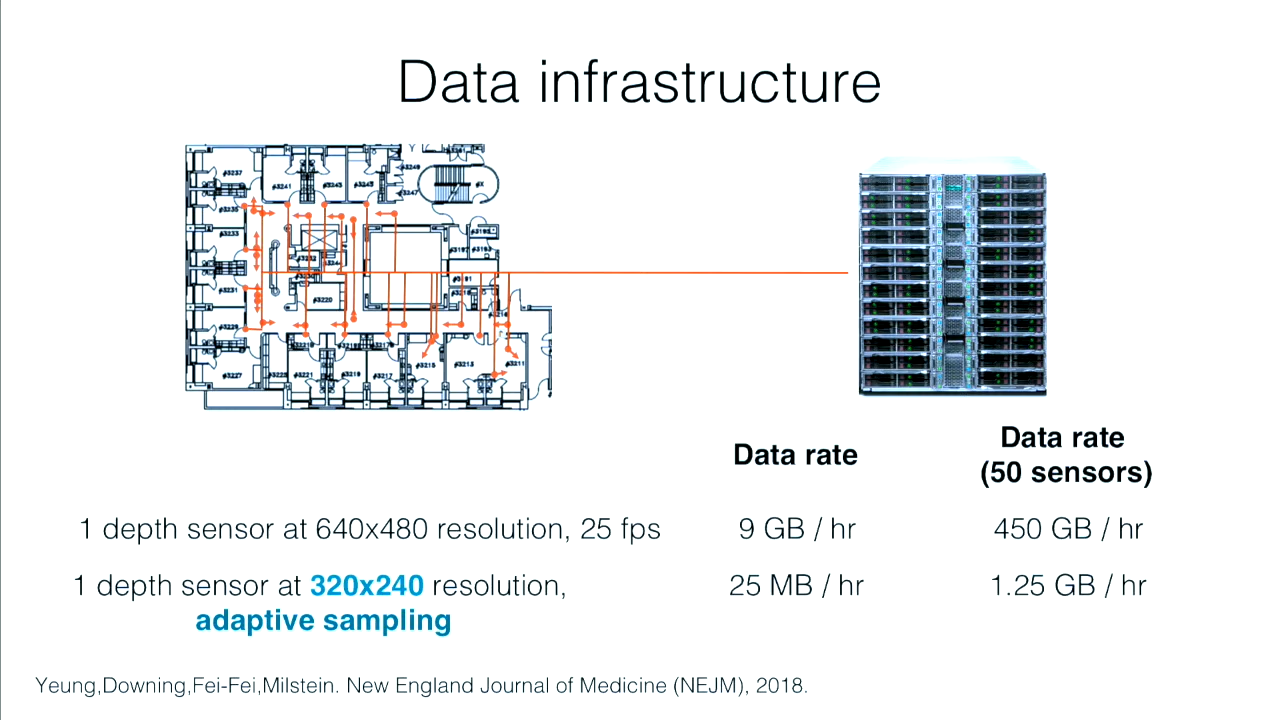 Data infrastructure
Data rate
Data rate
(50 sensors)
1 depth sensor at 640x480 resolution, 25 fps
9 GB / hr
450 GB / hr
1 depth sensor at 320x240 resolution,
adaptive sampling
25 MB / hr
1.25 GB / hr
Yeung,Downing,Fei-Fei,Milstein. New England Journal of Medicine (NEJM), 2018.